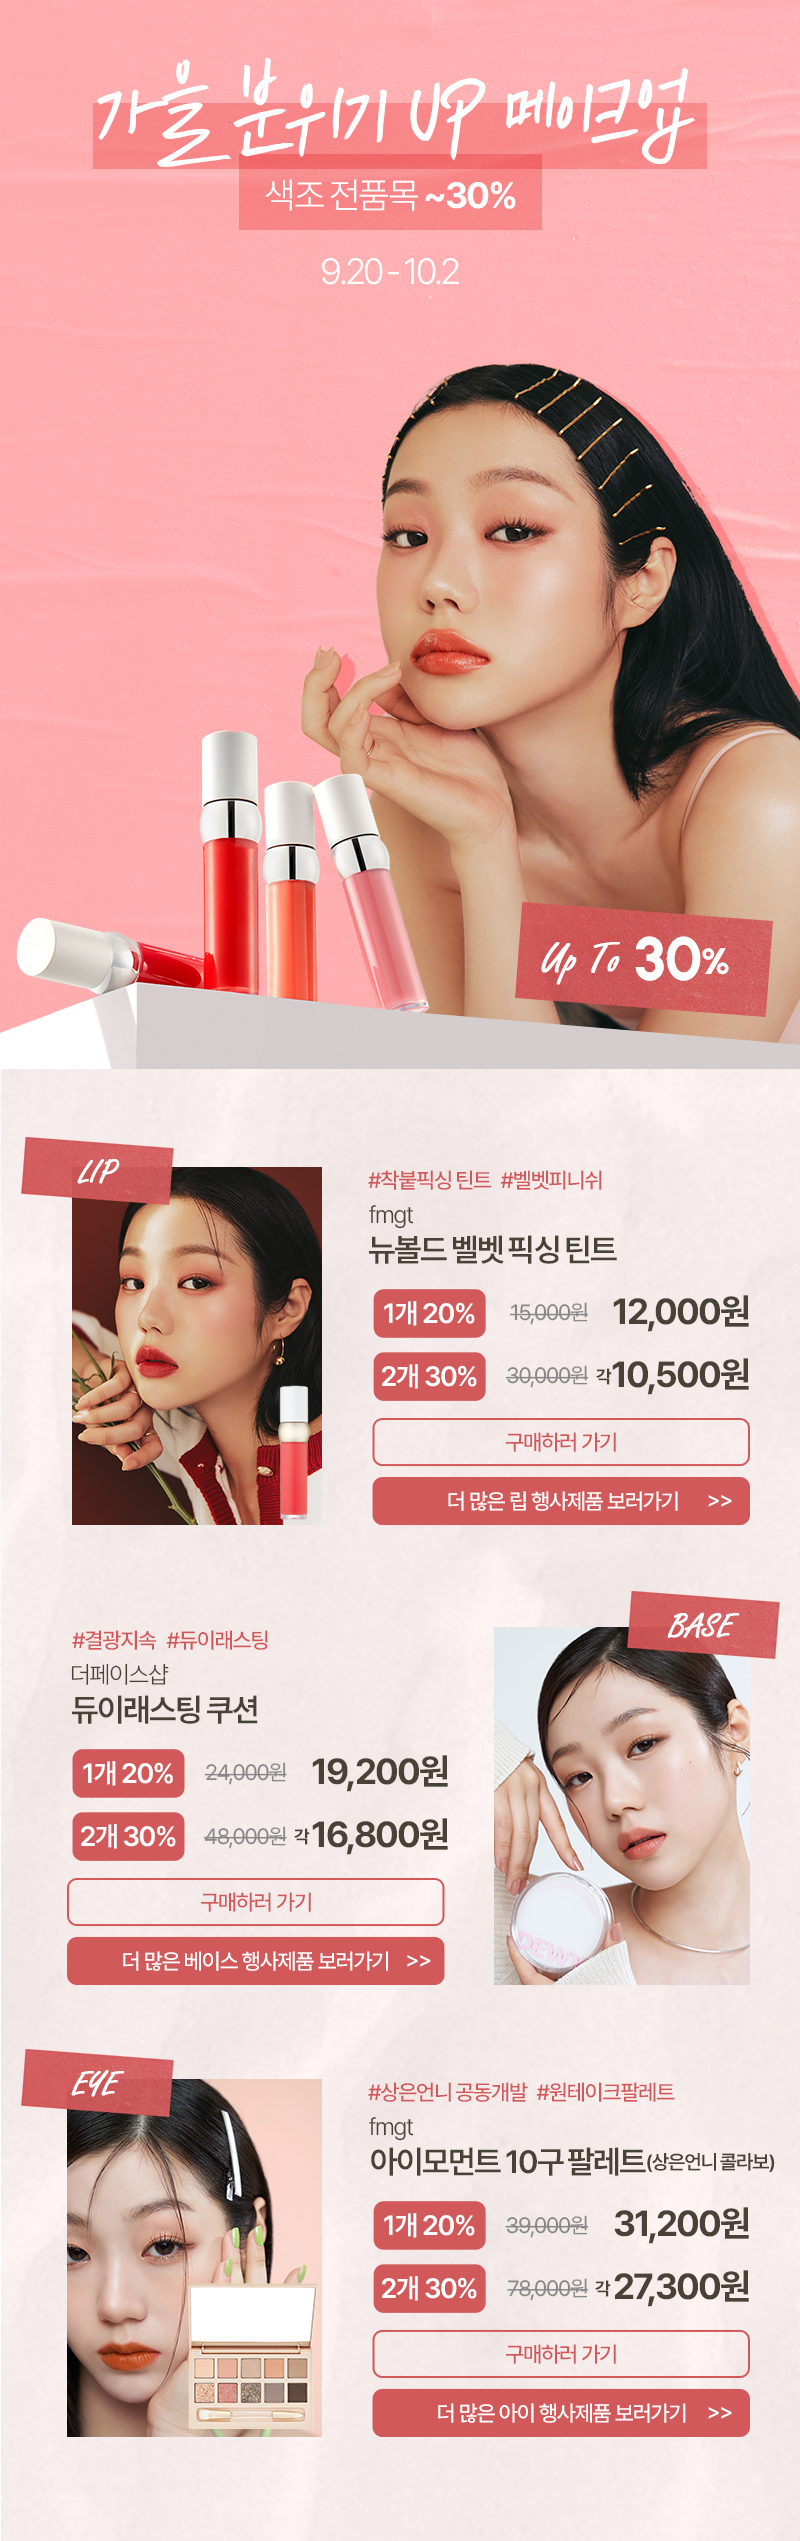 가을 분위기 UP 메이크업
색조 전품목 ~30%
9.20 - 10.2
Up To 30%
LIP
#착붙픽싱 틴트 #벨벳피니쉬
fmgt
뉴볼드 벨벳 픽싱 틴트
1개 20% 15,000원 12,000원
2개 30% 30,000원 각10,500원
구매하러 가기
더 많은 립 행사제품 보러가기 >>
BASE
#결광지속 #듀이래스팅
더페이스샵
듀이래스팅 쿠션
1개 20% 24,000원 19,200원
2개 30% 48,000원 각16,800원
구매하러 가기
더 많은 베이스 행사제품 보러가기 >>
DEW
EYE
#상은언니 공동개발 #원테이크팔레트
fmgt
아이모먼트 10구 팔레트(상은언니 콜라보)
1개 20% 39,000원 31,200원
2개 30% 78,000원 각27,300원
구매하러 가기
더 많은 아이 행사제품 보러가기 >>